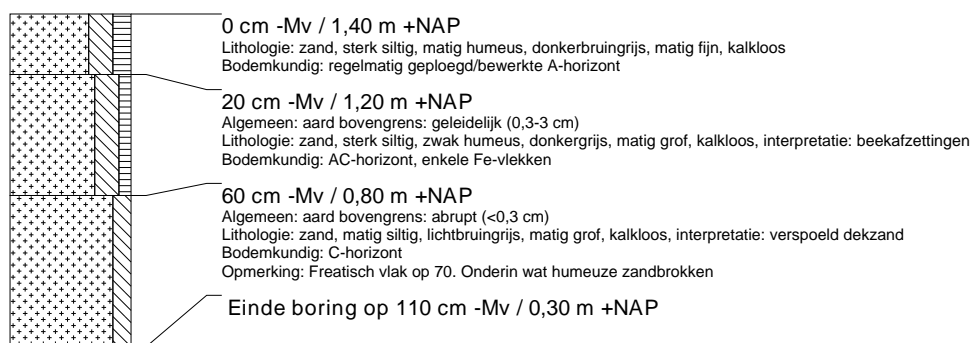 0 cm -Mv / 1,40 m +NAP
Lithologie: zand, sterk siltig, matig humeus, donkerbruingrijs, matig fijn, kalkloos
Bodemkundig: regelmatig geploegd/bewerkte A-horizont
20 cm -Mv / 1,20 m +NAP
Algemeen: aard bovengrens: geleidelijk (0,3-3 cm)
Lithologie: zand, sterk siltig, zwak humeus, donkergrijs, matig grof, kalkloos, interpretatie: beekafzettingen
Bodemkundig: AC-horizont, enkele Fe-vlekken
60 cm -Mv / 0,80 m +NAP
Algemeen: aard bovengrens: abrupt (<0,3 cm)
Lithologie: zand, matig siltig, lichtbruingrijs, matig grof, kalkloos, interpretatie: verspoeld dekzand
Bodemkundig: C-horizont
Opmerking: Freatisch vlak op 70. Onderin wat humeuze zandbrokken
Einde boring op 110 cm -Mv / 0,30 m +NAP